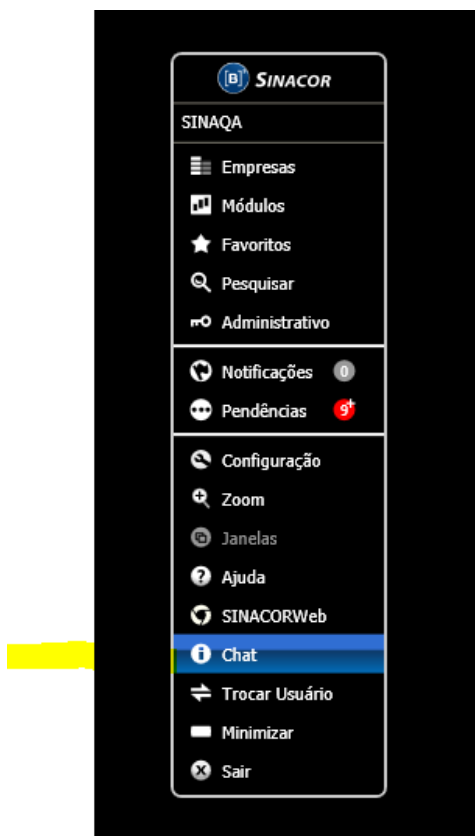 [B]³ SINACOR
SINAQA
Empresas
Módulos
Favoritos
Pesquisar
Administrativo
Notificações 0
Pendências 9+
Configuração
Zoom
Janelas
Ajuda
SINACORWeb
Chat
Trocar Usuário
Minimizar
Sair